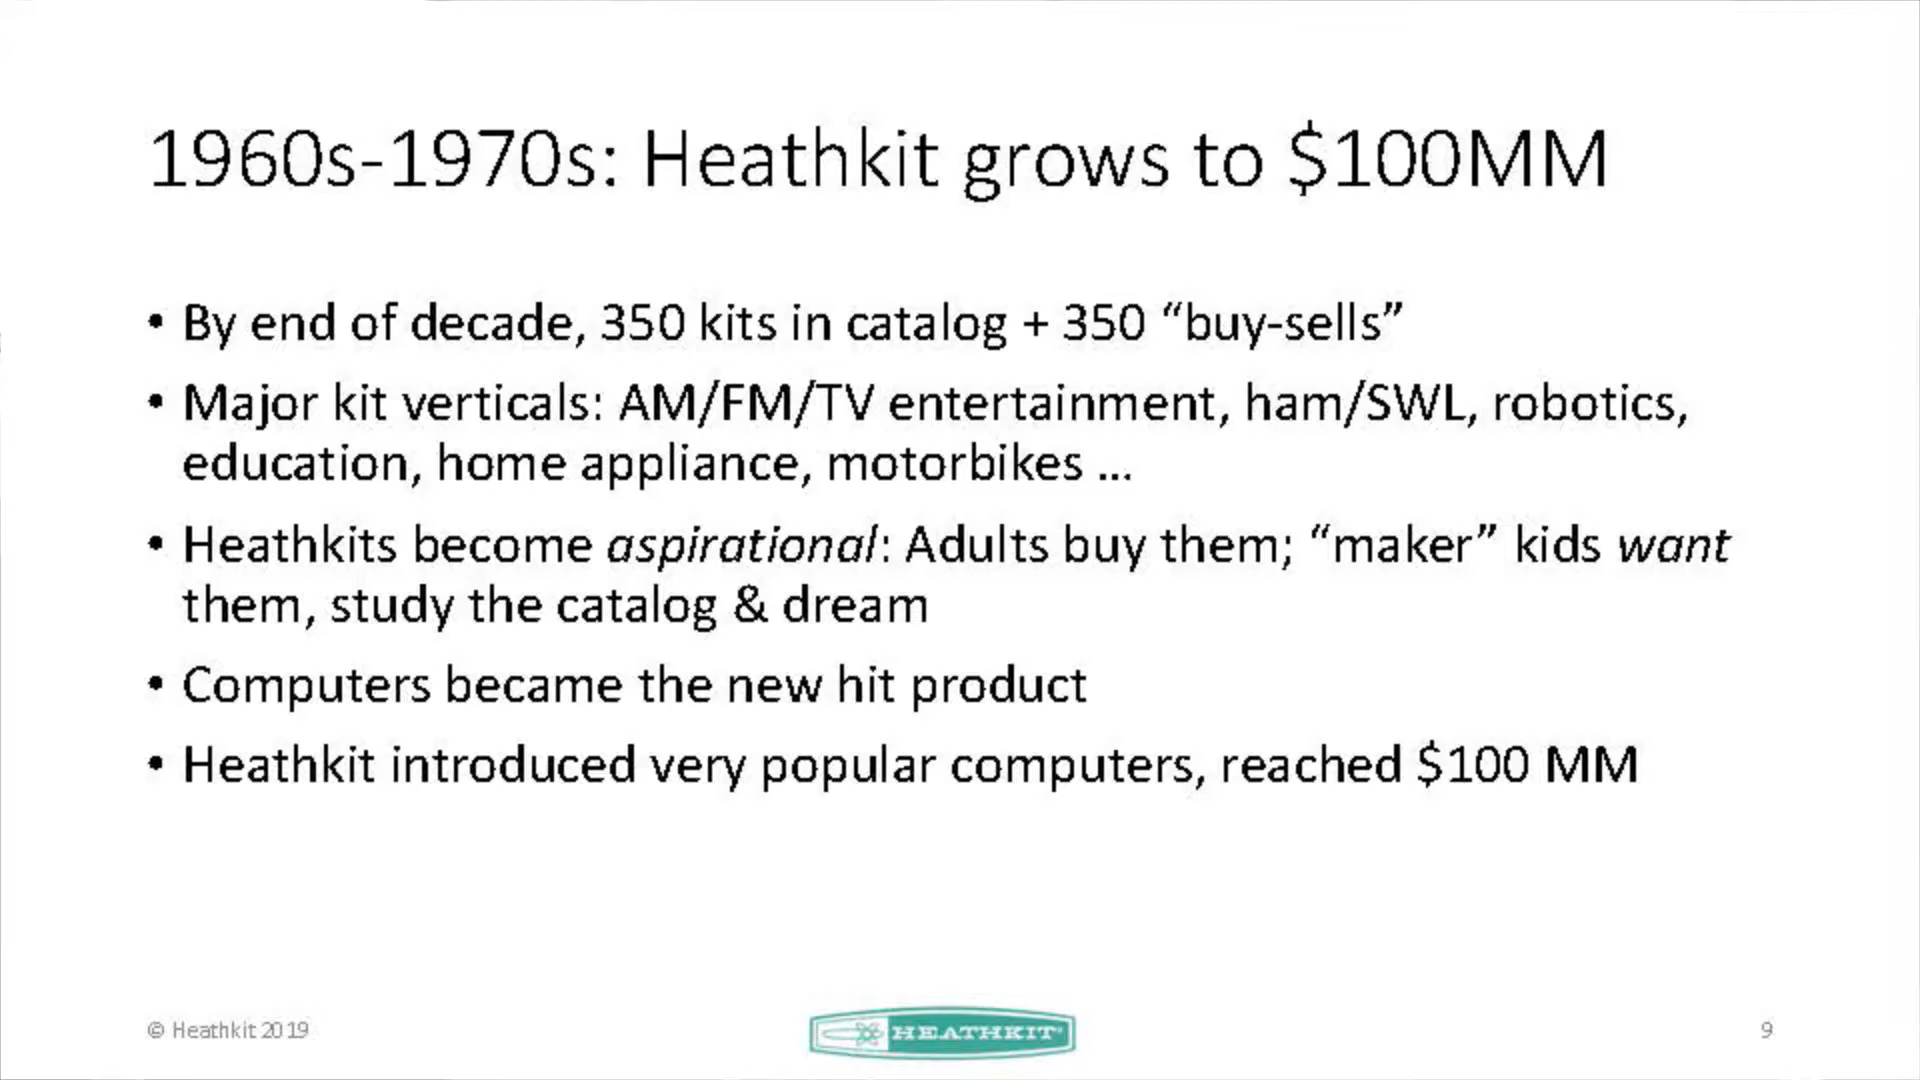 1960s-1970s: Heathkit grows to $100MM
• By end of decade, 350 kits in catalog + 350 “buy-sells”
• Major kit verticals: AM/FM/TV entertainment, ham/SWL, robotics,
education, home appliance, motorbikes ...
• Heathkits become aspirational: Adults buy them; “maker” kids want
them, study the catalog & dream
• Computers became the new hit product
• Heathkit introduced very popular computers, reached $100 MM
© Heathkit 2019
HEATHKIT®
9